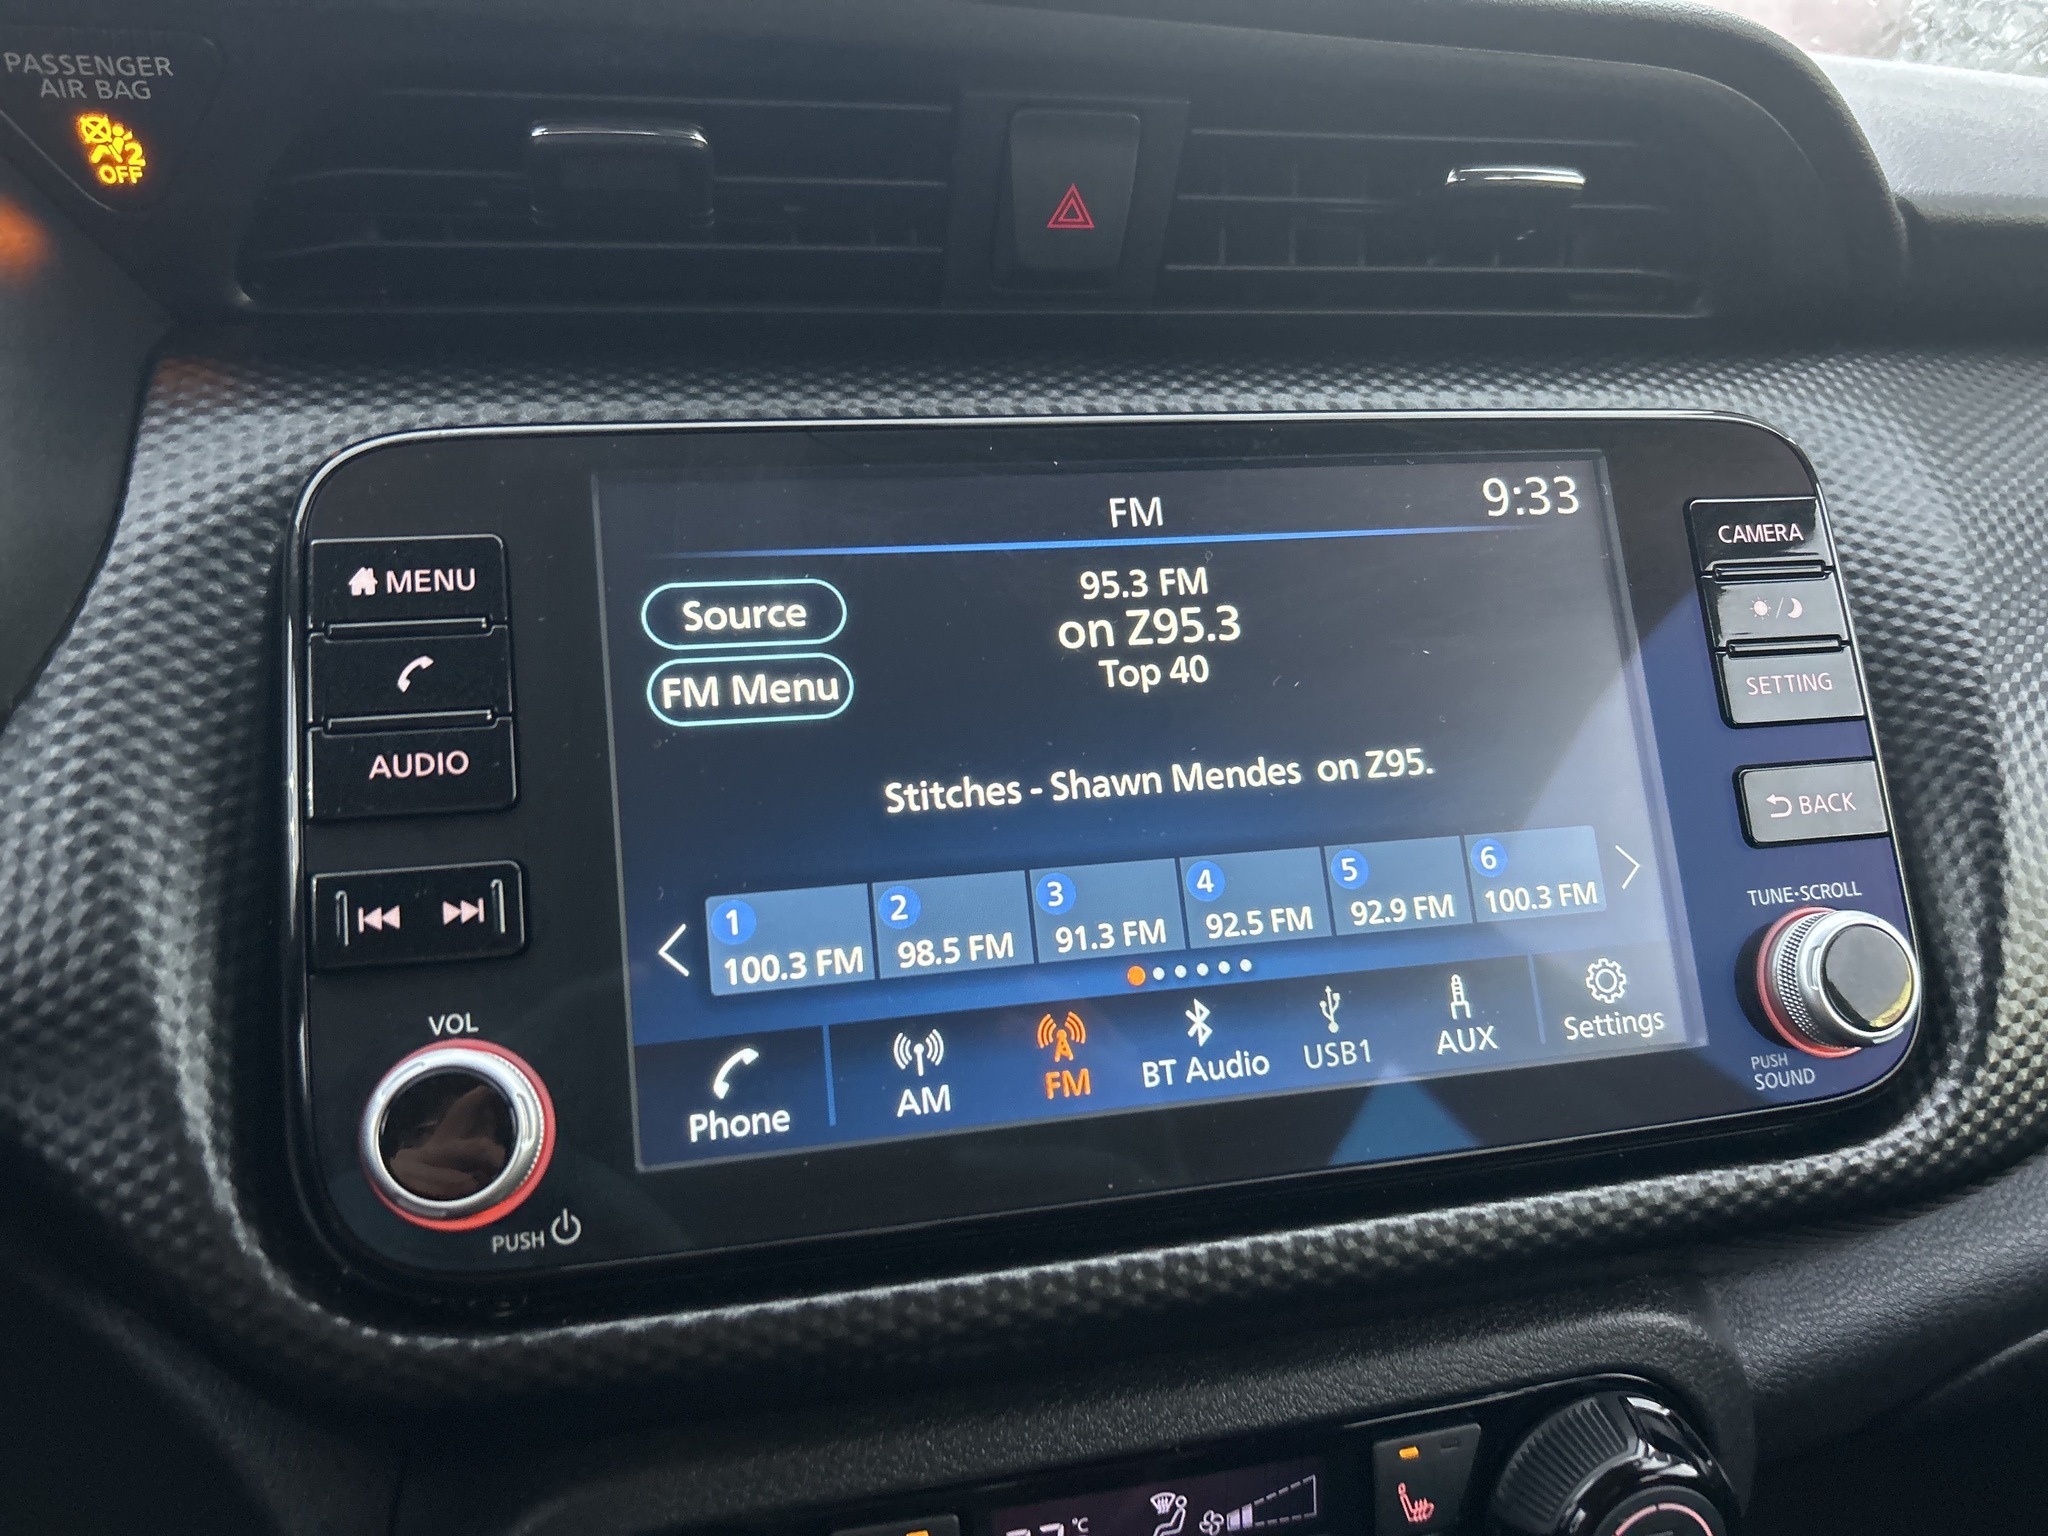 PASSENGER
AIR BAG
2
OFF
FM
9:33
MENU
AUDIO
VOL
PUSH
Source
FM Menu
95.3 FM
on Z95.3
Top 40
Stitches - Shawn Mendes on Z95.
1
100.3 FM
2
98.5 FM
3
91.3 FM
4
92.5 FM
5
92.9 FM
6
100.3 FM
Phone
AM
FM
BT Audio
USB1
AUX
Settings
CAMERA
SETTING
BACK
TUNE·SCROLL
PUSH
SOUND
°C